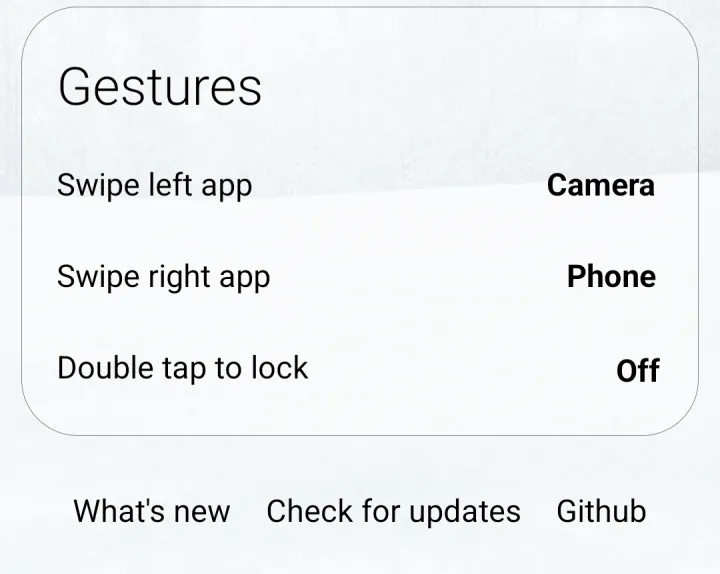 Gestures
Swipe left app Camera
Swipe right app Phone
Double tap to lock Off
What's new Check for updates Github